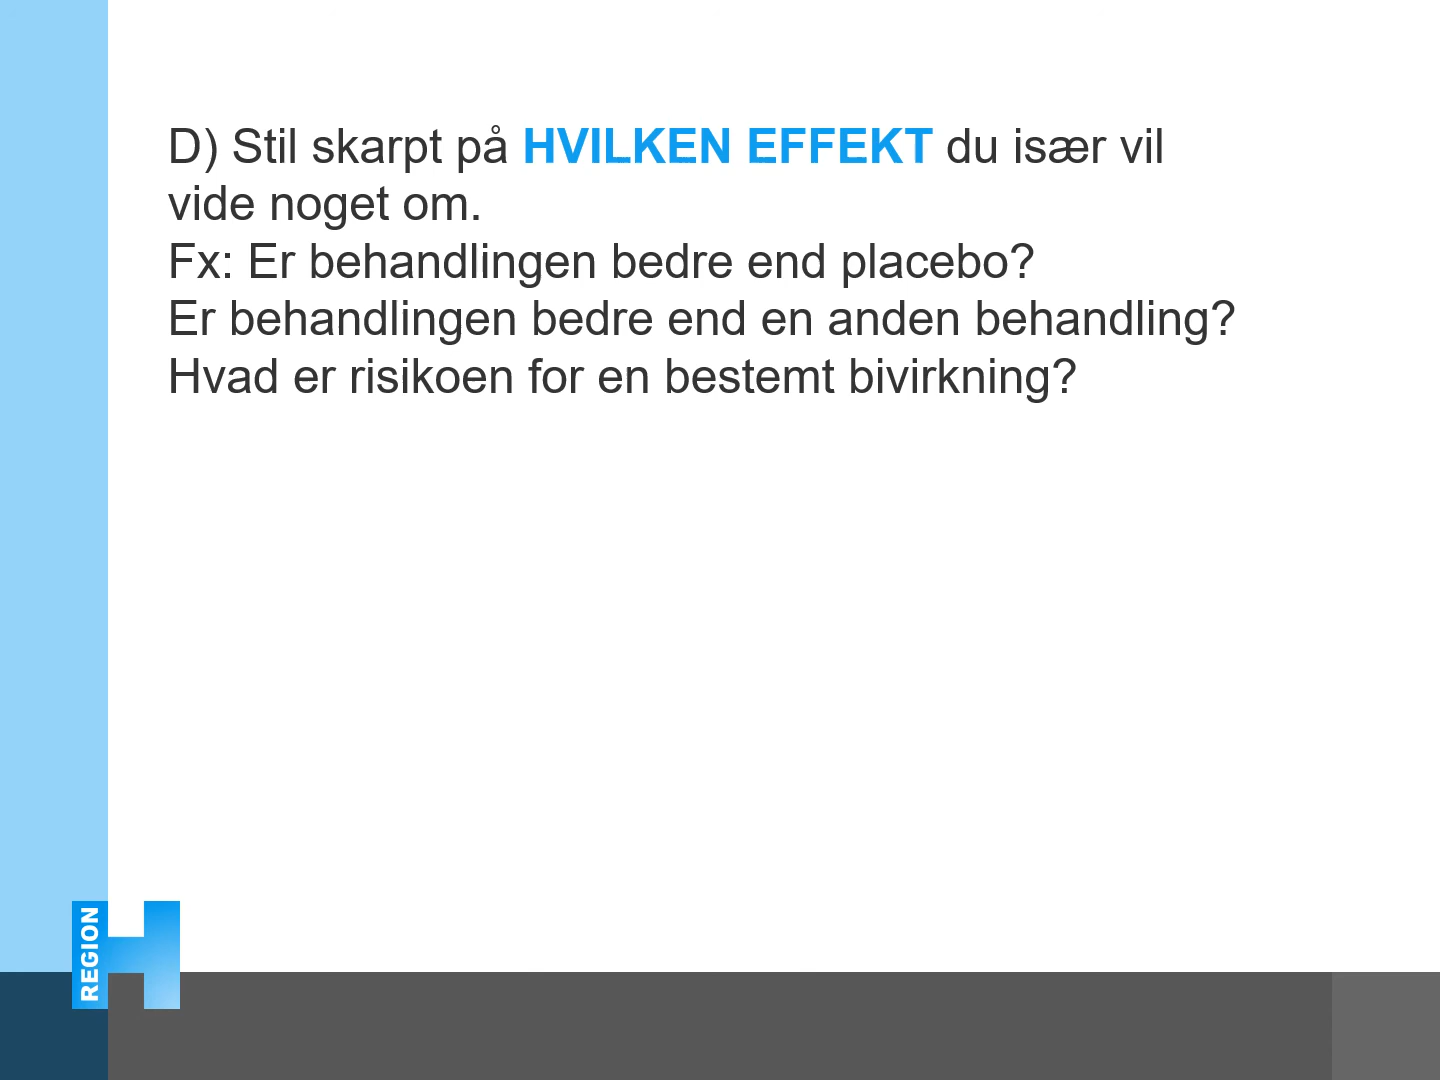 D) Stil skarpt på HVILKEN EFFEKT du især vil
vide noget om.
Fx: Er behandlingen bedre end placebo?
Er behandlingen bedre end en anden behandling?
Hvad er risikoen for en bestemt bivirkning?
REGION H